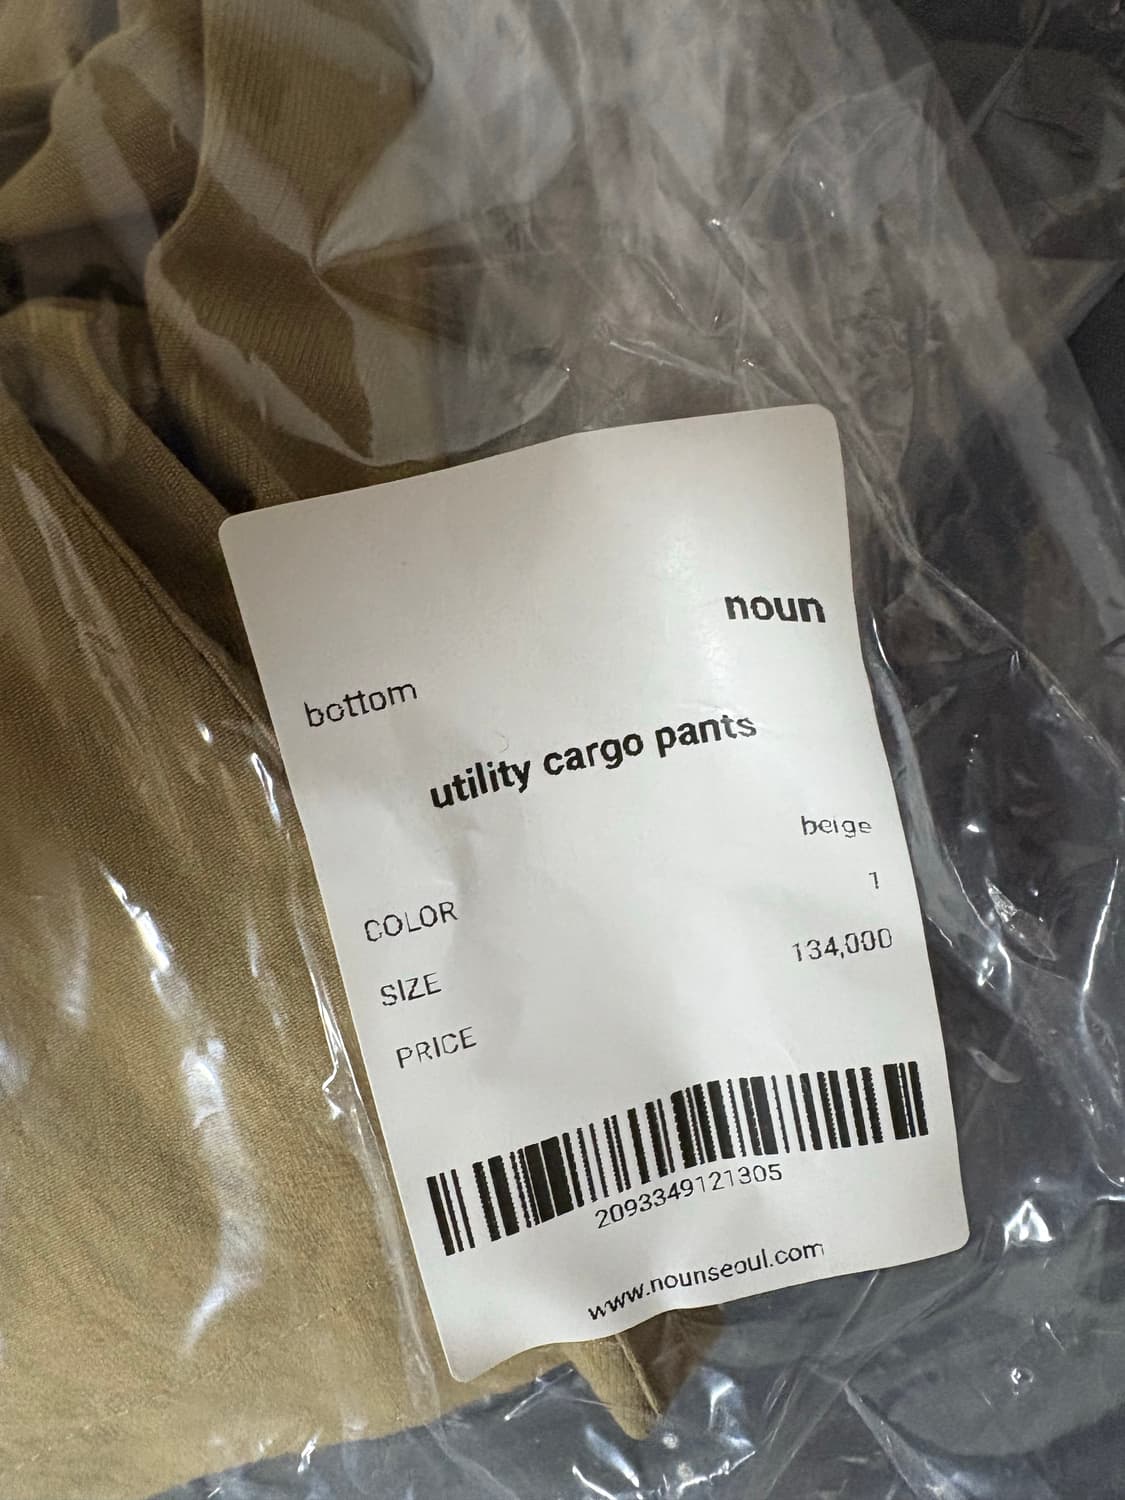 noun
bottom
utility cargo pants
COLOR beige
SIZE 1
PRICE 134,000
2093349121305
www.nounseoul.com